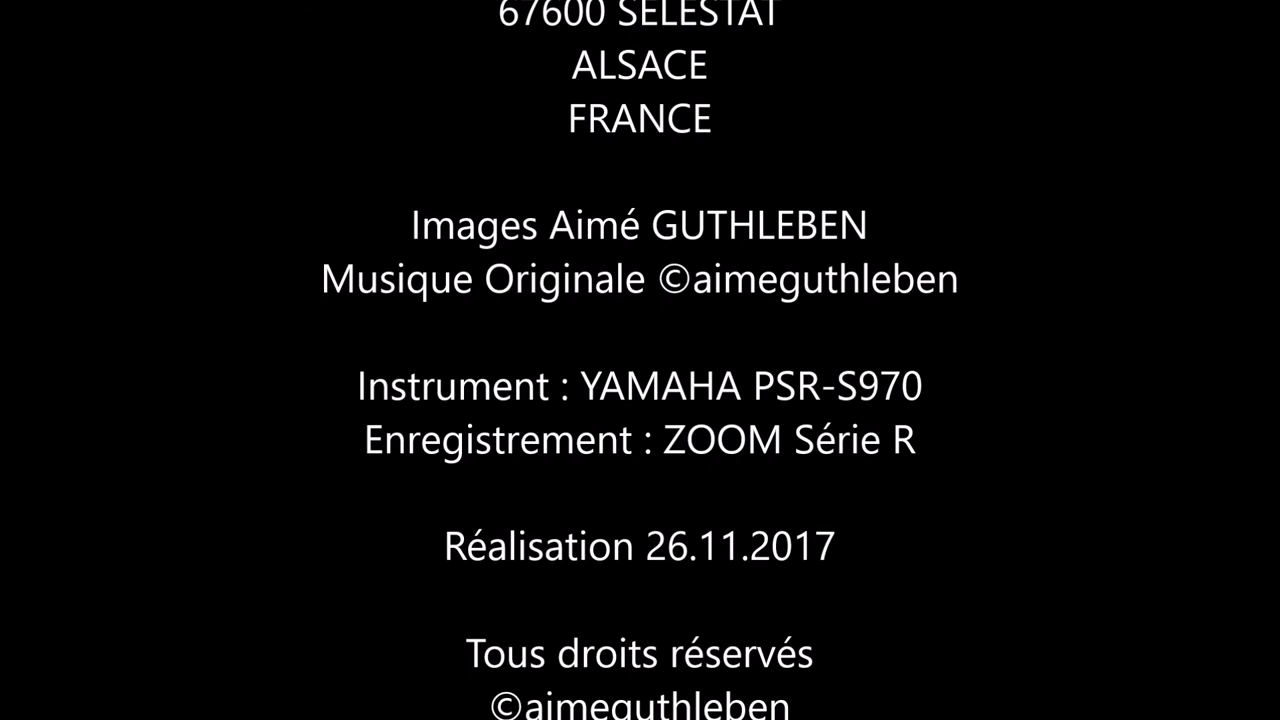 67600 SELESTAT
ALSACE
FRANCE
Images Aimé GUTHLEBEN
Musique Originale ©aimeguthleben
Instrument : YAMAHA PSR-S970
Enregistrement : ZOOM Série R
Réalisation 26.11.2017
Tous droits réservés
©aimeguthleben